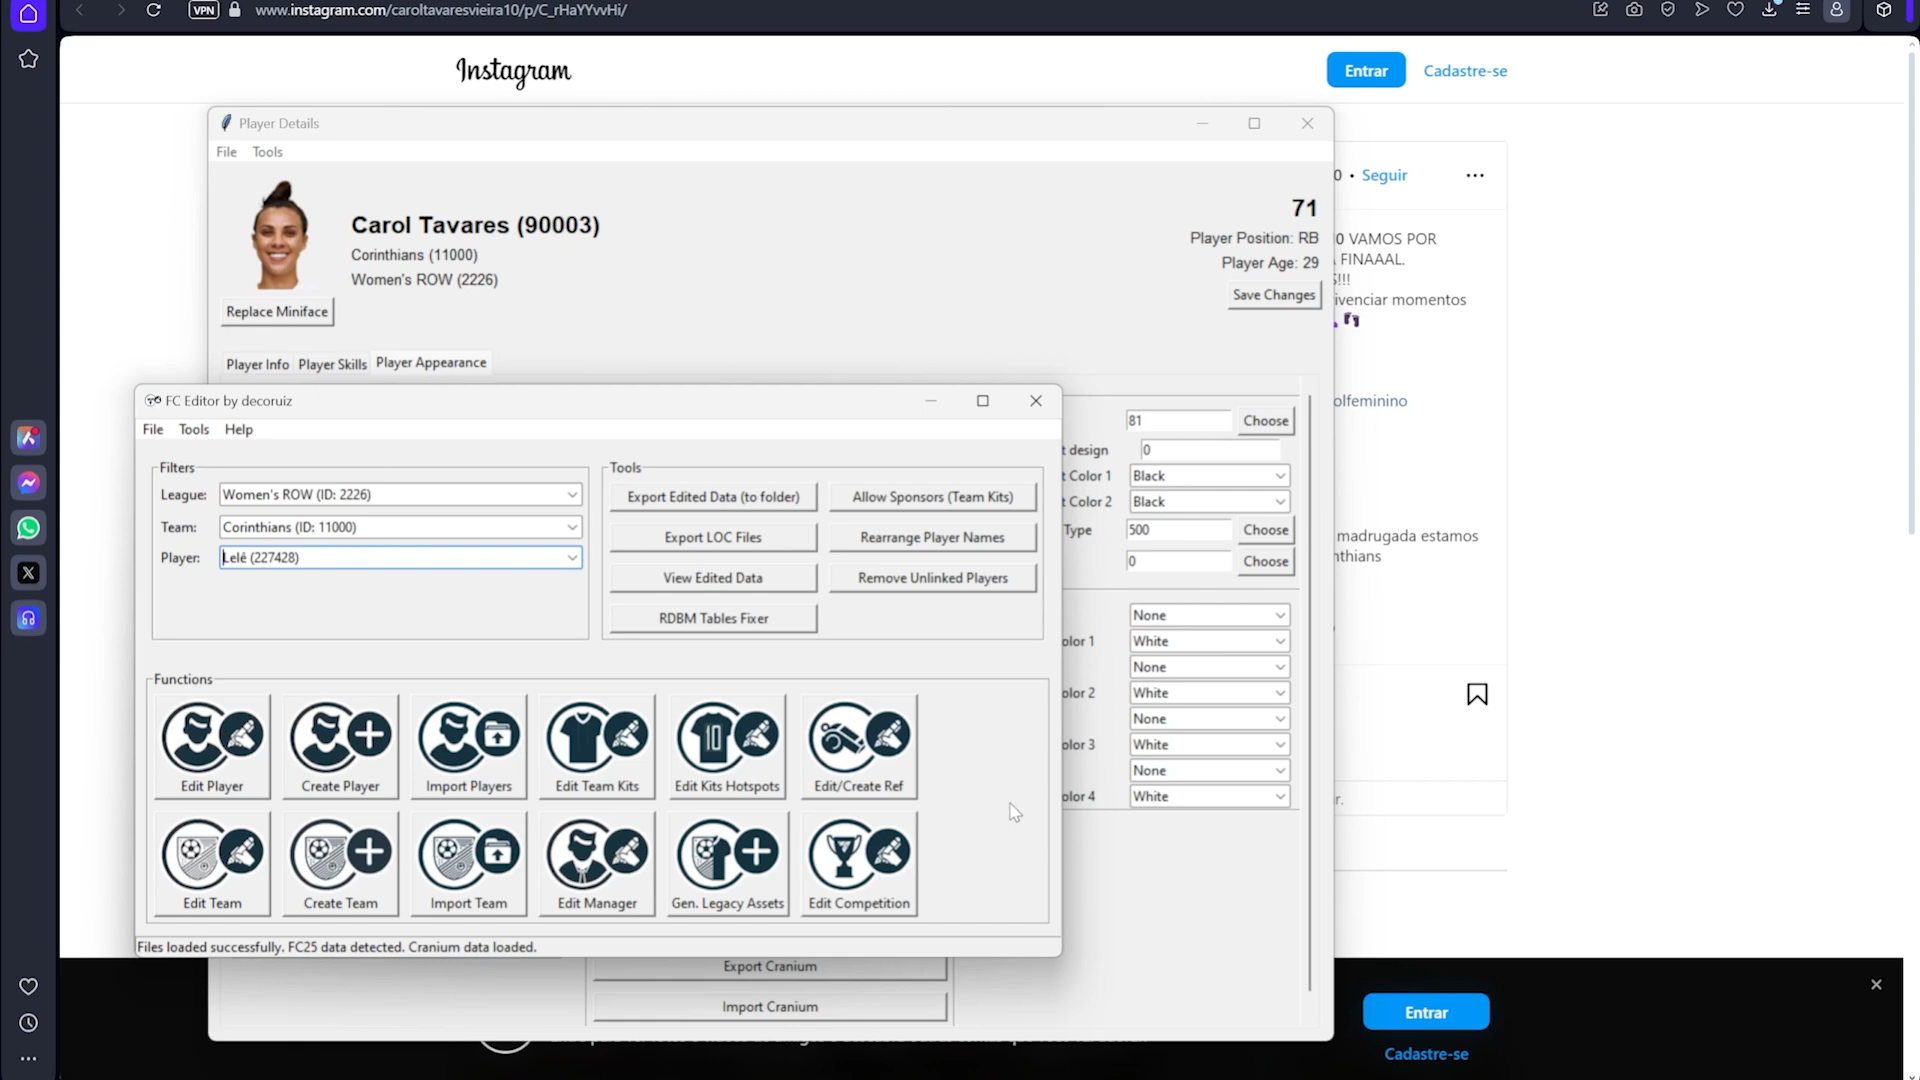 VPN
www.instagram.com/caroltavaresvieira10/p/C_rHaYYvvHi/
Instagram
Entrar
Cadastre-se
Player Details
File
Tools
Carol Tavares (90003)
Corinthians (11000)
Women's ROW (2226)
71
Player Position: RB
Player Age: 29
Save Changes
Replace Miniface
Player Info
Player Skills
Player Appearance
0 • Seguir
0 VAMOS POR
FINAAAL.
!!!
ivenciar momentos
olfeminino
madrugada estamos
nthians
r.
FC Editor by decoruiz
File
Tools
Help
Filters
League:
Women's ROW (ID: 2226)
Team:
Corinthians (ID: 11000)
Player:
Lelê (227428)
Tools
Export Edited Data (to folder)
Allow Sponsors (Team Kits)
Export LOC Files
Rearrange Player Names
View Edited Data
Remove Unlinked Players
RDBM Tables Fixer
Functions
Edit Player
Create Player
Import Players
Edit Team Kits
10
Edit Kits Hotspots
Edit/Create Ref
Edit Team
Create Team
Import Team
Edit Manager
Gen. Legacy Assets
Edit Competition
Files loaded successfully. FC25 data detected. Cranium data loaded.
81
Choose
t design
0
t Color 1
Black
t Color 2
Black
Type
500
Choose
0
Choose
None
olor 1
White
None
olor 2
White
None
olor 3
White
None
olor 4
White
Export Cranium
Import Cranium
Entrar
Cadastre-se